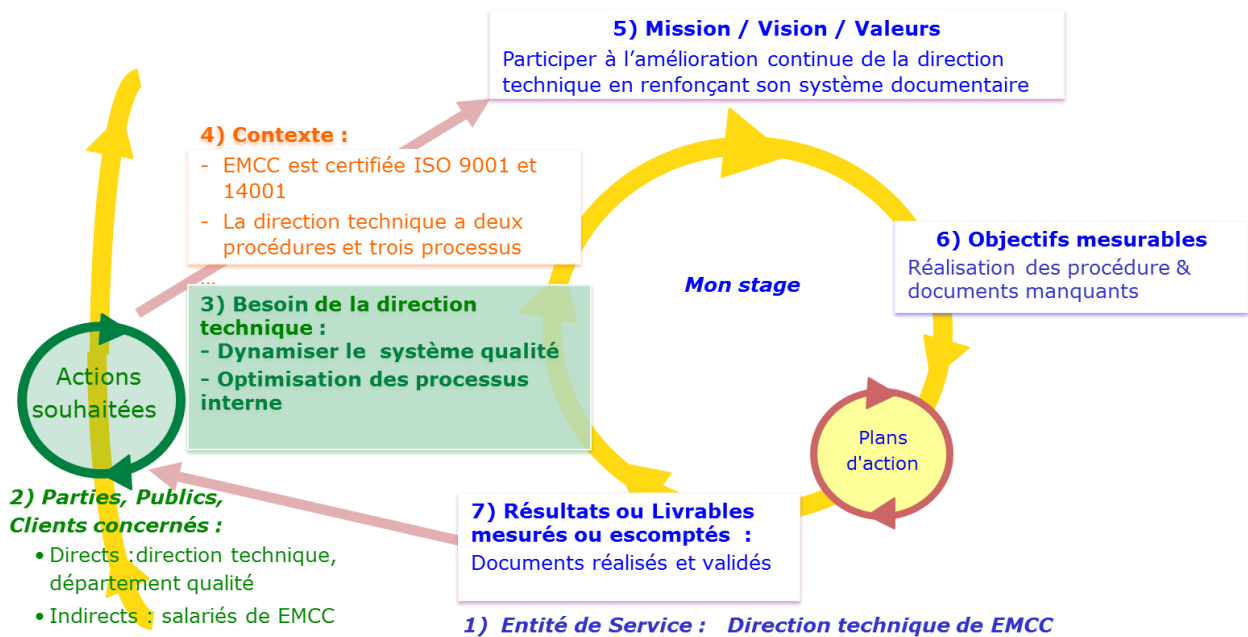 5) Mission / Vision / Valeurs
Participer à l’amélioration continue de la direction
technique en renfonçant son système documentaire
4) Contexte :
- EMCC est certifiée ISO 9001 et
14001
- La direction technique a deux
procédures et trois processus
...
6) Objectifs mesurables
Réalisation des procédure &
documents manquants
Mon stage
3) Besoin de la direction
technique :
- Dynamiser le système qualité
- Optimisation des processus
interne
Actions
souhaitées
Plans
d'action
2) Parties, Publics,
Clients concernés :
• Directs :direction technique,
département qualité
• Indirects : salariés de EMCC
7) Résultats ou Livrables
mesurés ou escomptés :
Documents réalisés et validés
1) Entité de Service : Direction technique de EMCC